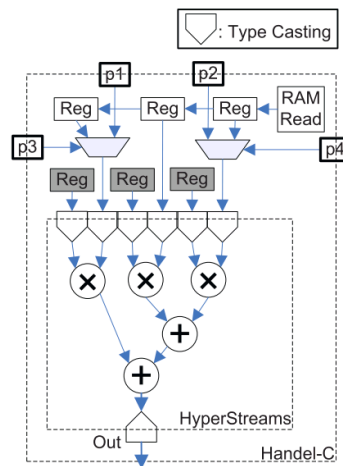 : Type Casting
p1 p2
Reg Reg Reg RAM
Read
p3 p4
Reg Reg Reg
× × ×
+
+
HyperStreams
Out
Handel-C